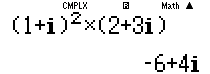 CMPLX R Math ▲
(1+i)²×(2+3i)
-6+4i